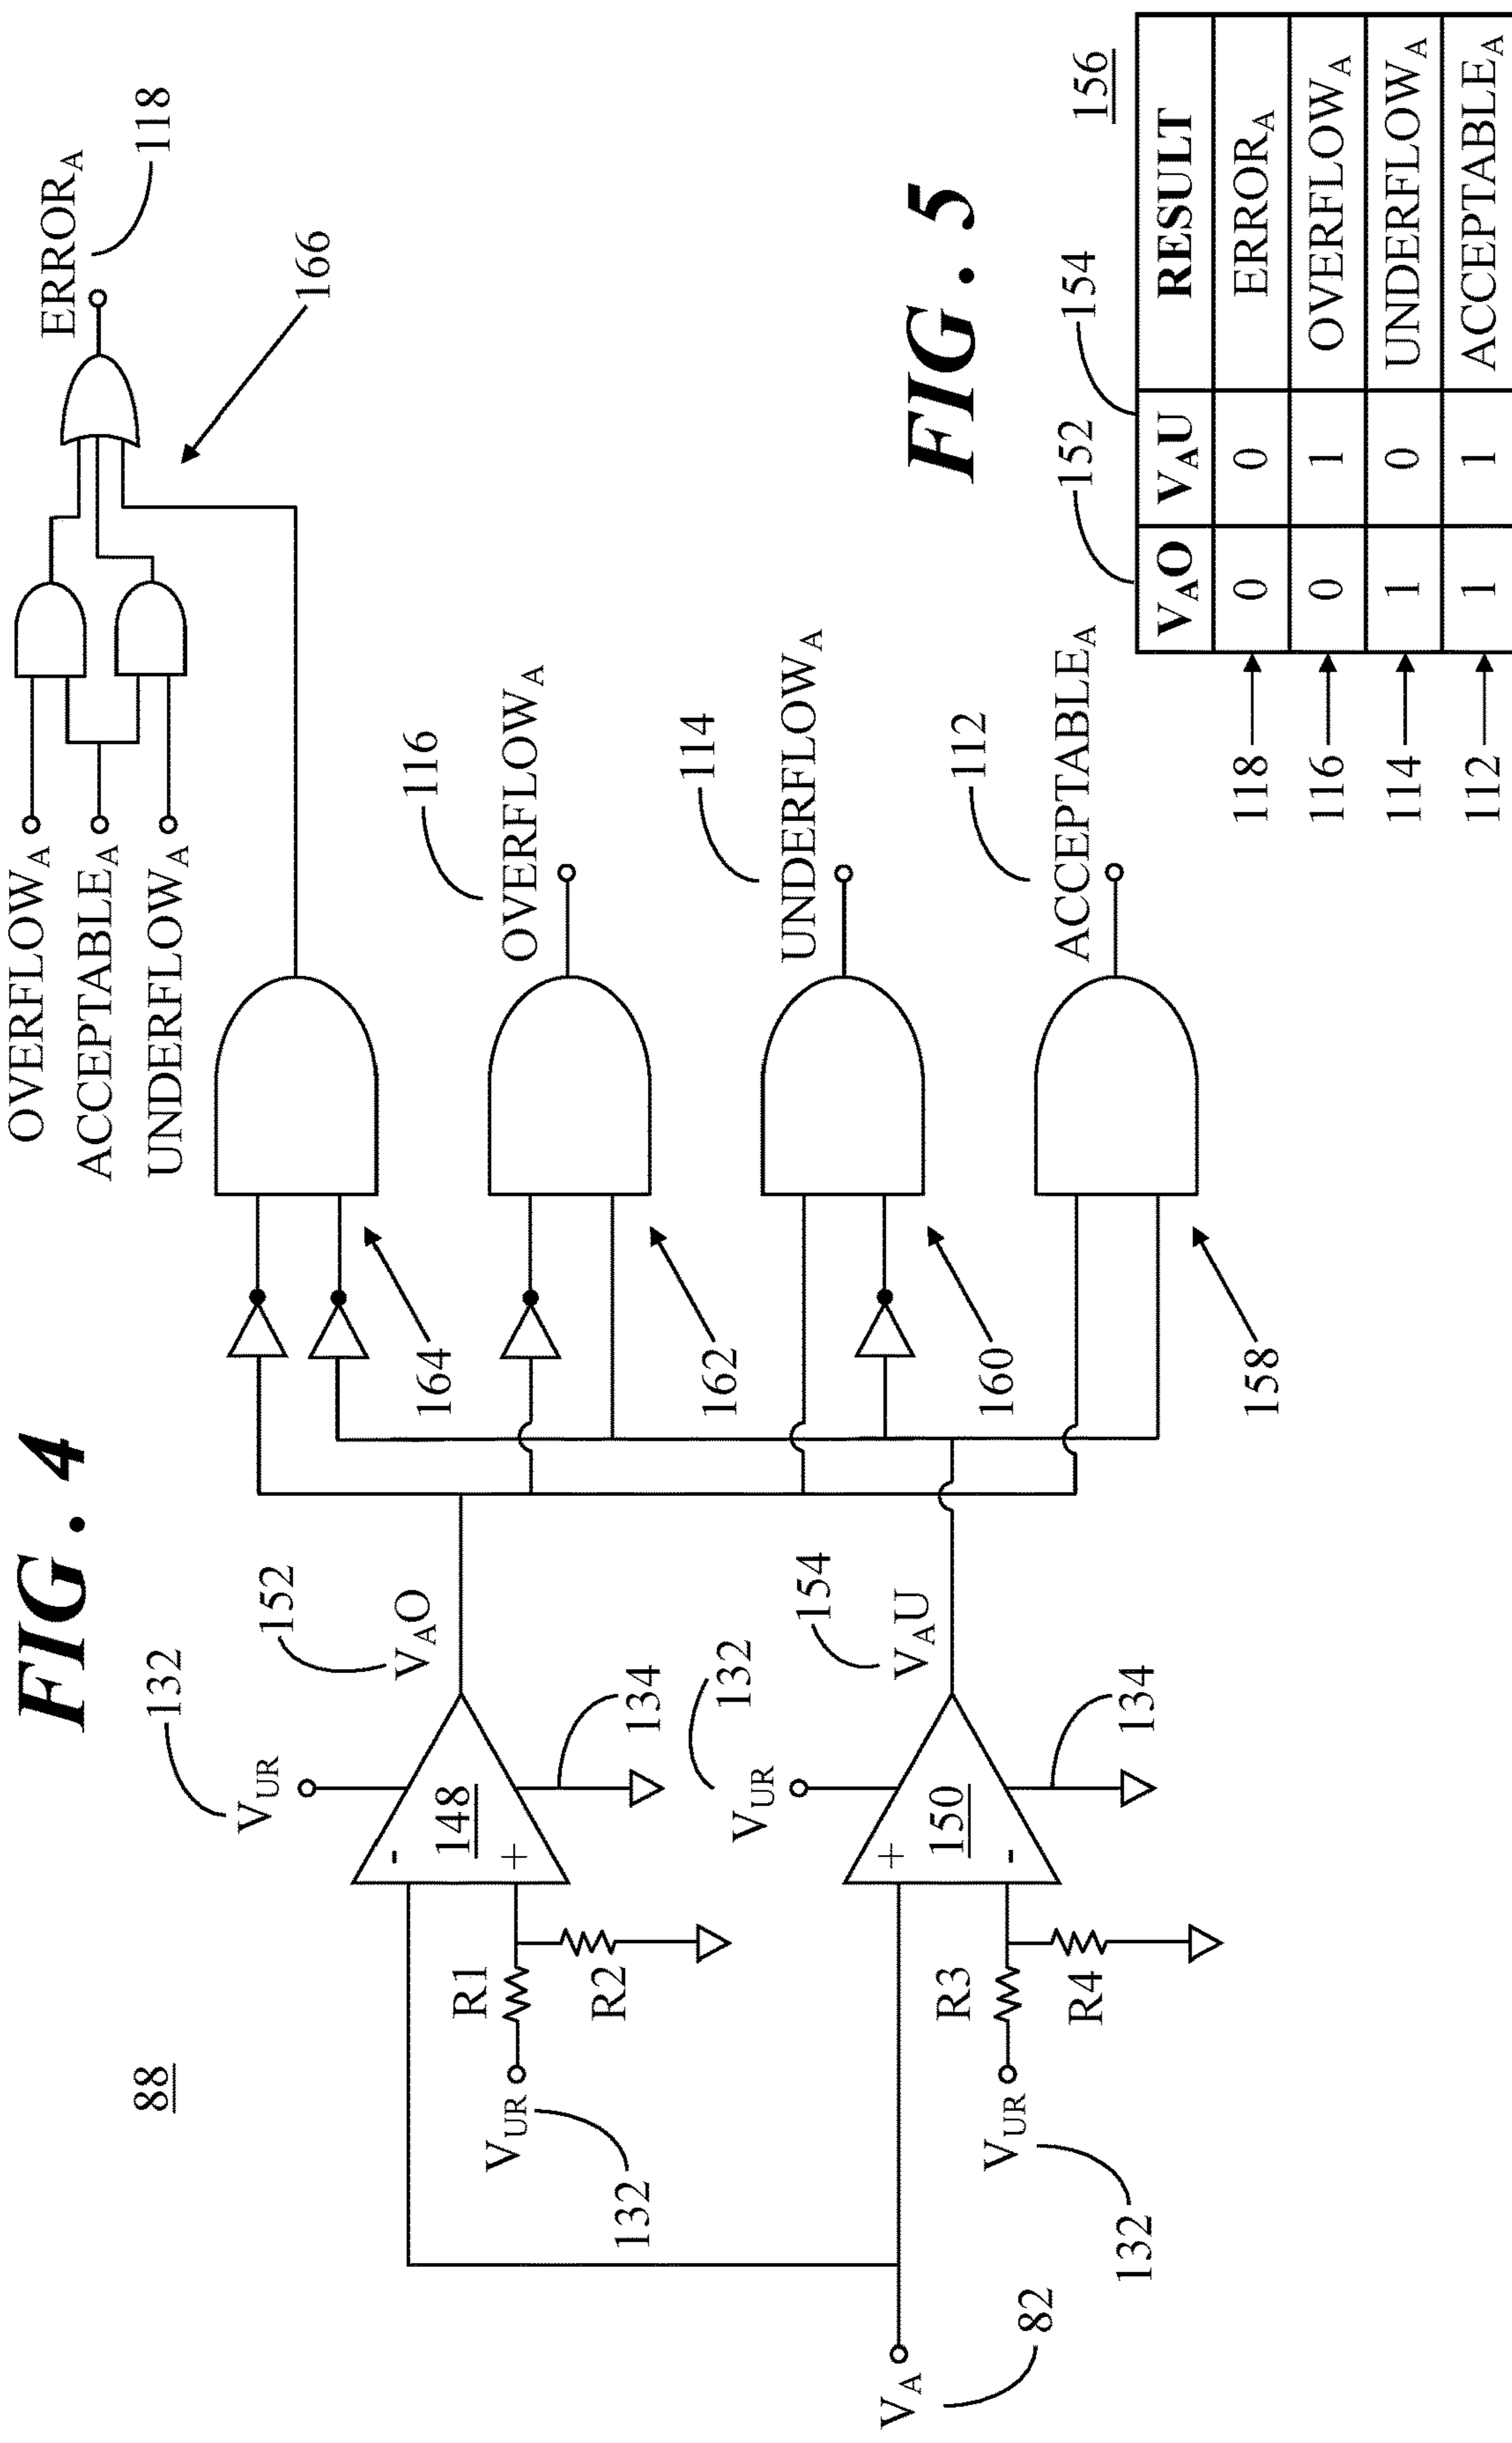 FIG. 4
88
OVERFLOW_A
ACCEPTABLE_A
UNDERFLOW_A
ERROR_A
118
166
132
V_UR
152
V_AO
148
-
+
134
R1
R2
V_UR
132
164
116
OVERFLOW_A
162
132
V_UR
154
V_AU
150
+
-
134
R3
R4
V_UR
132
V_A
82
114
UNDERFLOW_A
160
112
ACCEPTABLE_A
158
FIG. 5
152
154
156
V_AO V_AU RESULT
118 0 0 ERROR_A
116 0 1 OVERFLOW_A
114 1 0 UNDERFLOW_A
112 1 1 ACCEPTABLE_A